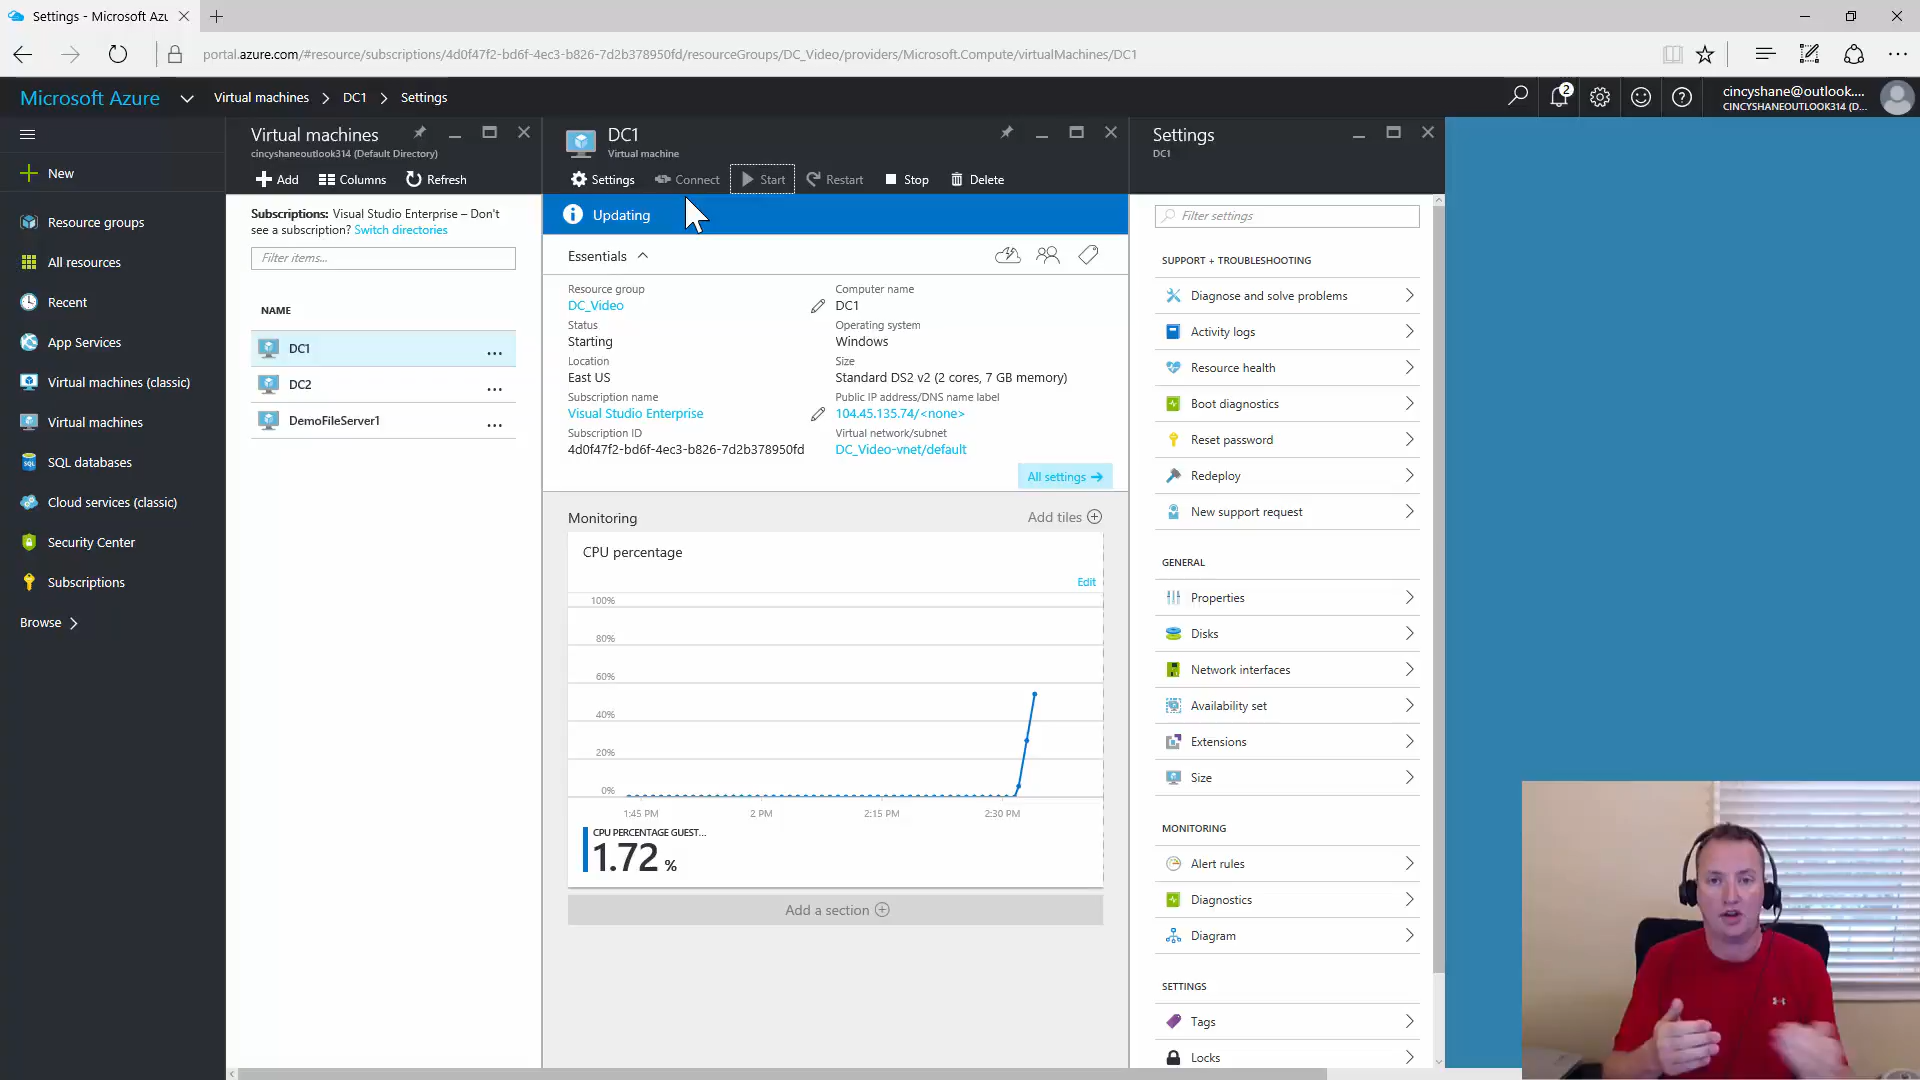 Settings - Microsoft Azu
portal.azure.com/#resource/subscriptions/4d0f47f2-bd6f-4ec3-b826-7d2b378950fd/resourceGroups/DC_Video/providers/Microsoft.Compute/virtualMachines/DC1
Microsoft Azure
Virtual machines
DC1
Settings
2
cincyshane@outlook....
CINCYSHANEOUTLOOK314 (D...
New
Resource groups
All resources
Recent
App Services
Virtual machines (classic)
Virtual machines
SQL databases
Cloud services (classic)
Security Center
Subscriptions
Browse
Virtual machines
cincyshaneoutlook314 (Default Directory)
Add
Columns
Refresh
Subscriptions: Visual Studio Enterprise – Don't
see a subscription? Switch directories
Filter items...
NAME
DC1
...
DC2
...
DemoFileServer1
...
DC1
Virtual machine
Settings
Connect
Start
Restart
Stop
Delete
Updating
Essentials
Resource group
DC_Video
Status
Starting
Location
East US
Subscription name
Visual Studio Enterprise
Subscription ID
4d0f47f2-bd6f-4ec3-b826-7d2b378950fd
Computer name
DC1
Operating system
Windows
Size
Standard DS2 v2 (2 cores, 7 GB memory)
Public IP address/DNS name label
104.45.135.74/<none>
Virtual network/subnet
DC_Video-vnet/default
All settings
Monitoring
Add tiles
CPU percentage
Edit
100%
80%
60%
40%
20%
0%
1:45 PM
2 PM
2:15 PM
2:30 PM
CPU PERCENTAGE GUEST...
1.72 %
Add a section
Settings
DC1
Filter settings
SUPPORT + TROUBLESHOOTING
Diagnose and solve problems
Activity logs
Resource health
Boot diagnostics
Reset password
Redeploy
New support request
GENERAL
Properties
Disks
Network interfaces
Availability set
Extensions
Size
MONITORING
Alert rules
Diagnostics
Diagram
SETTINGS
Tags
Locks